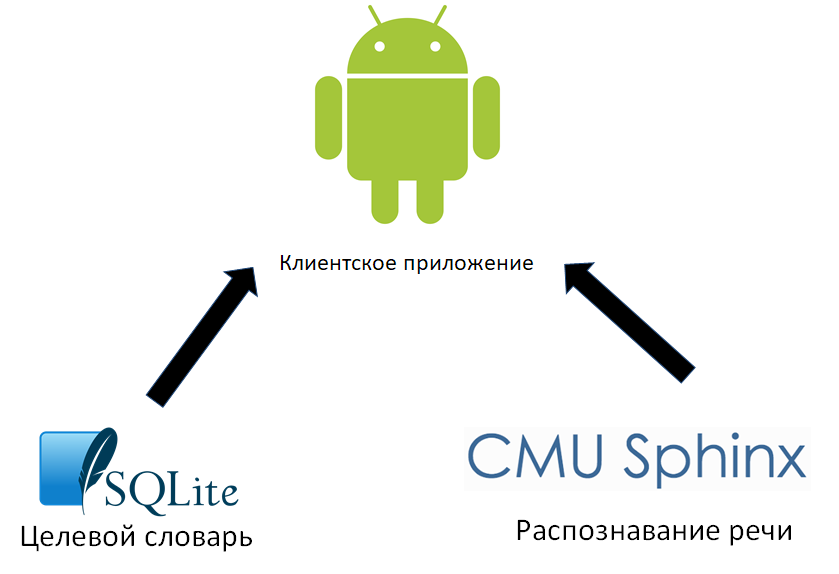 Клиентское приложение
SQLite
CMU Sphinx
Целевой словарь
Распознавание речи